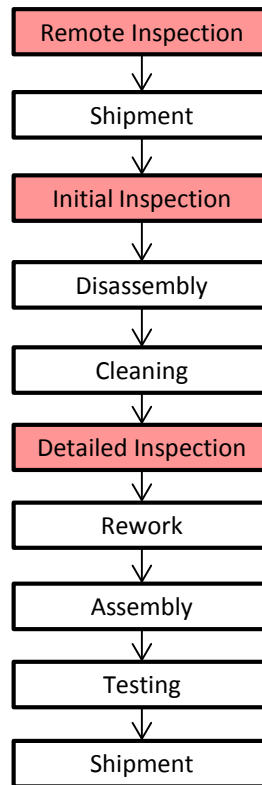 Remote Inspection
Shipment
Initial Inspection
Disassembly
Cleaning
Detailed Inspection
Rework
Assembly
Testing
Shipment